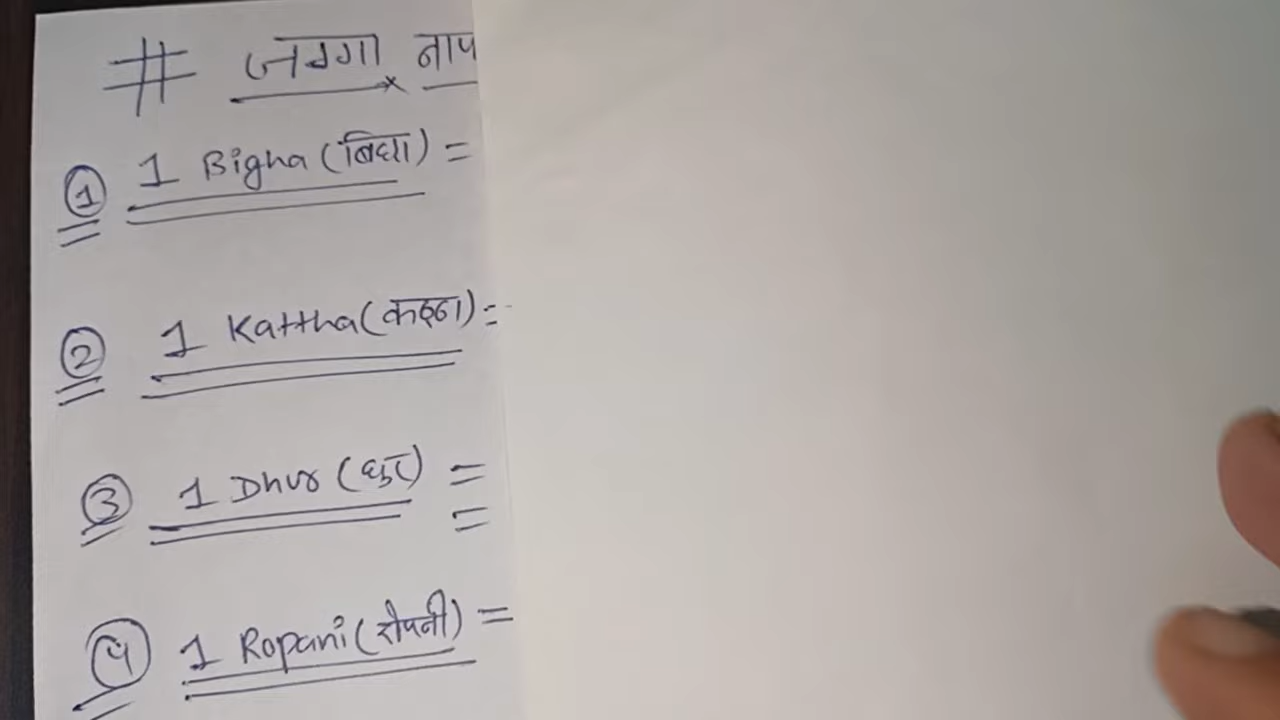 # जग्गा नाप
① 1 Bigha (बिघा) =
② 1 Kattha (कठ्ठा) =
③ 1 Dhur (धुर) =
=
④ 1 Ropani (रोपनी) =